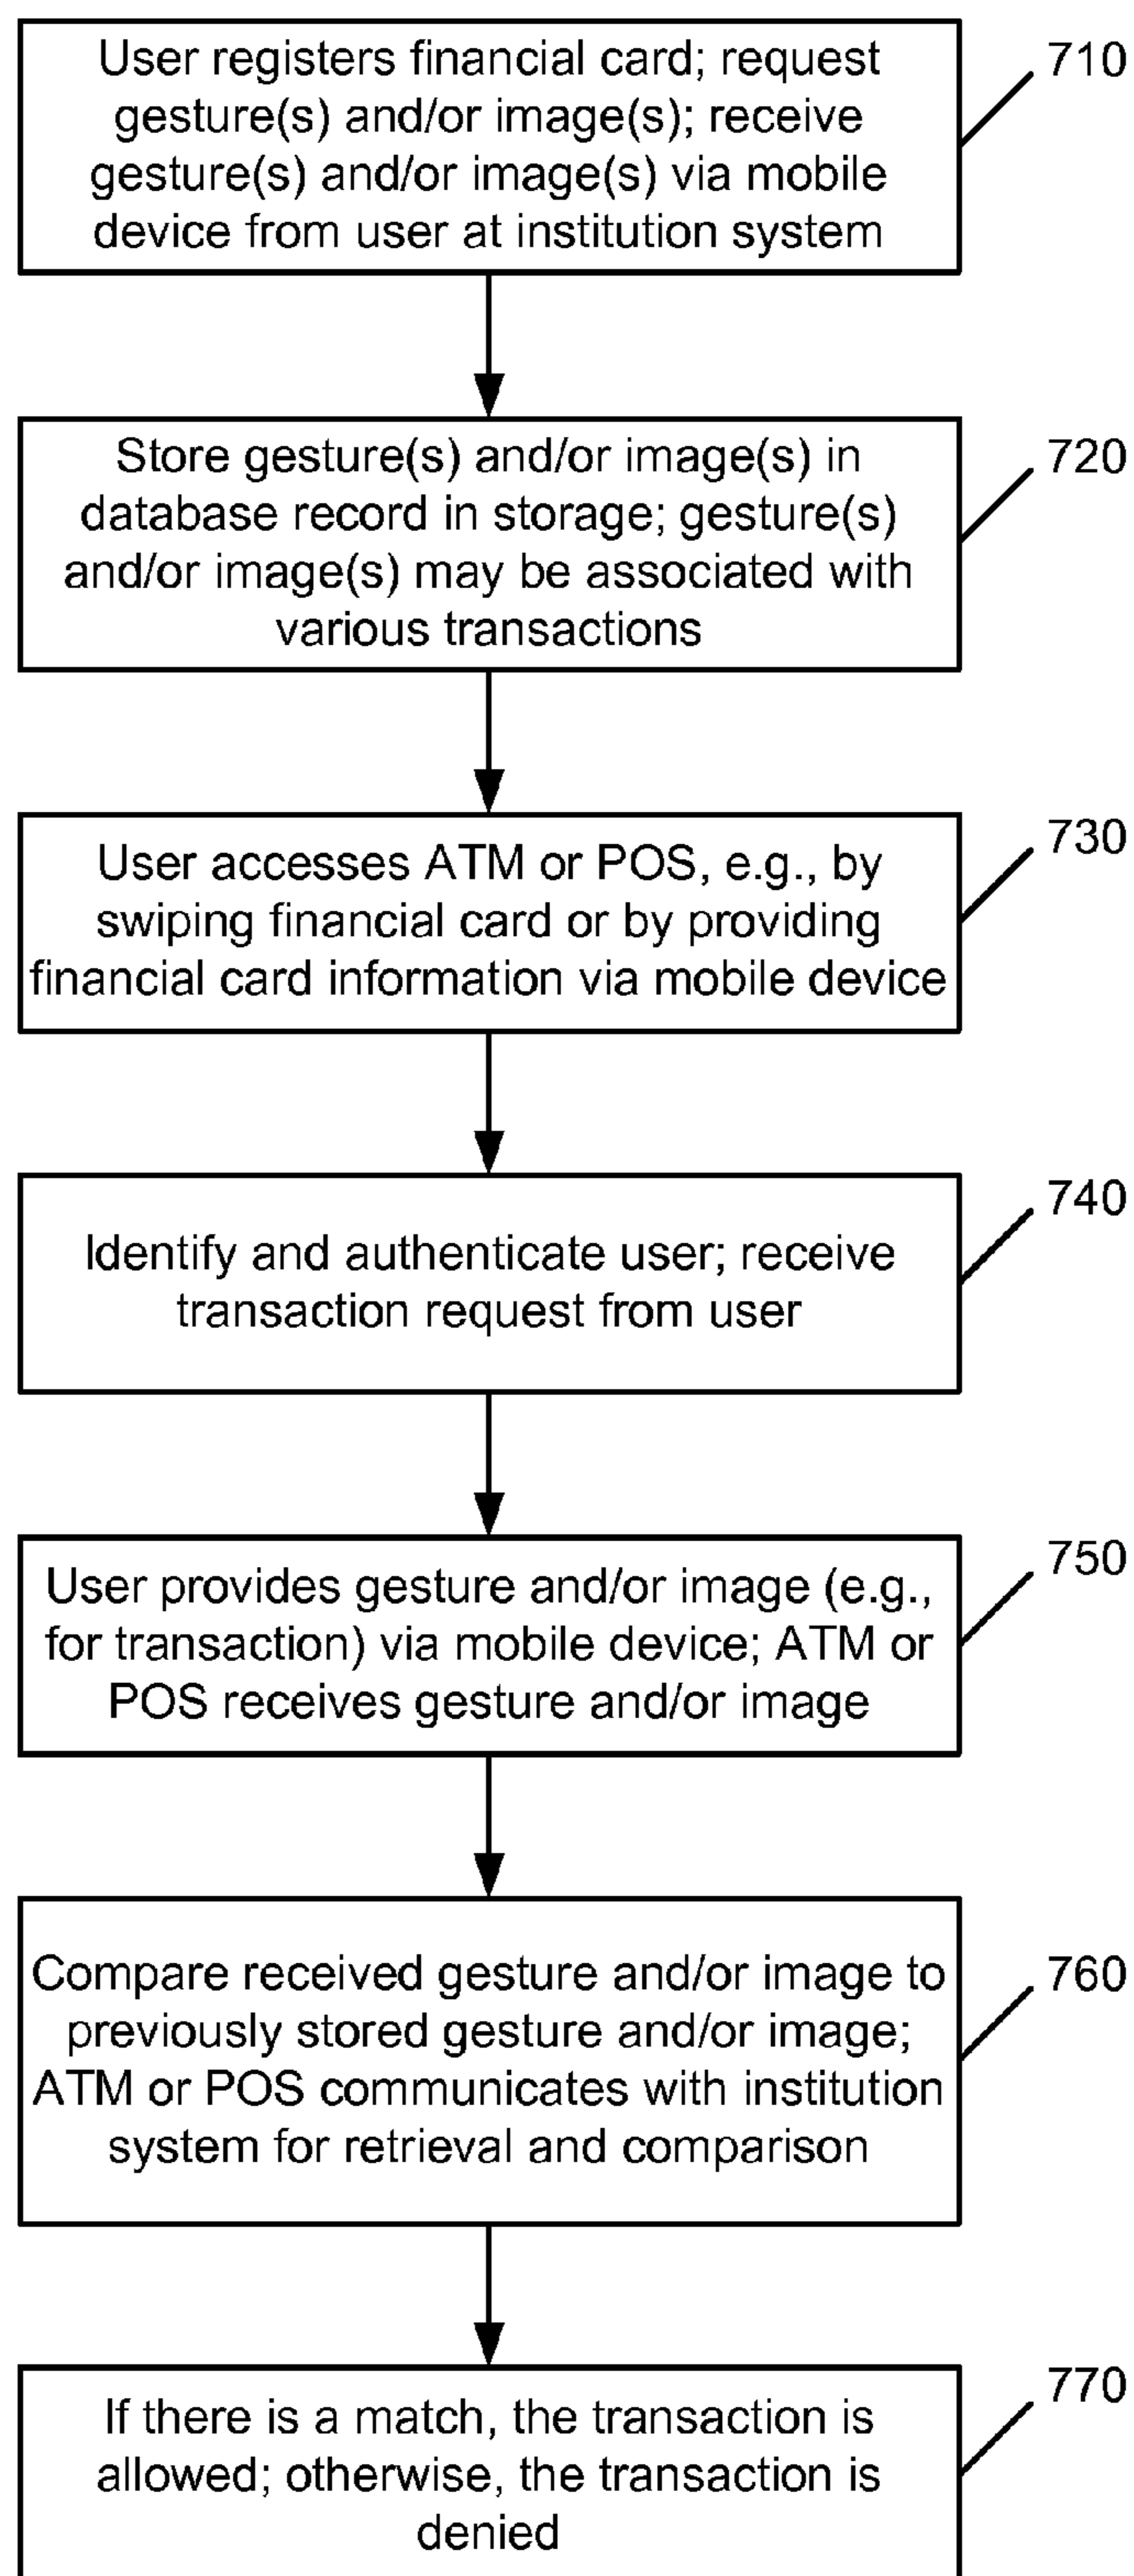 User registers financial card; request
gesture(s) and/or image(s); receive
gesture(s) and/or image(s) via mobile
device from user at institution system
710
Store gesture(s) and/or image(s) in
database record in storage; gesture(s)
and/or image(s) may be associated with
various transactions
720
User accesses ATM or POS, e.g., by
swiping financial card or by providing
financial card information via mobile device
730
Identify and authenticate user; receive
transaction request from user
740
User provides gesture and/or image (e.g.,
for transaction) via mobile device; ATM or
POS receives gesture and/or image
750
Compare received gesture and/or image to
previously stored gesture and/or image;
ATM or POS communicates with institution
system for retrieval and comparison
760
If there is a match, the transaction is
allowed; otherwise, the transaction is
denied
770